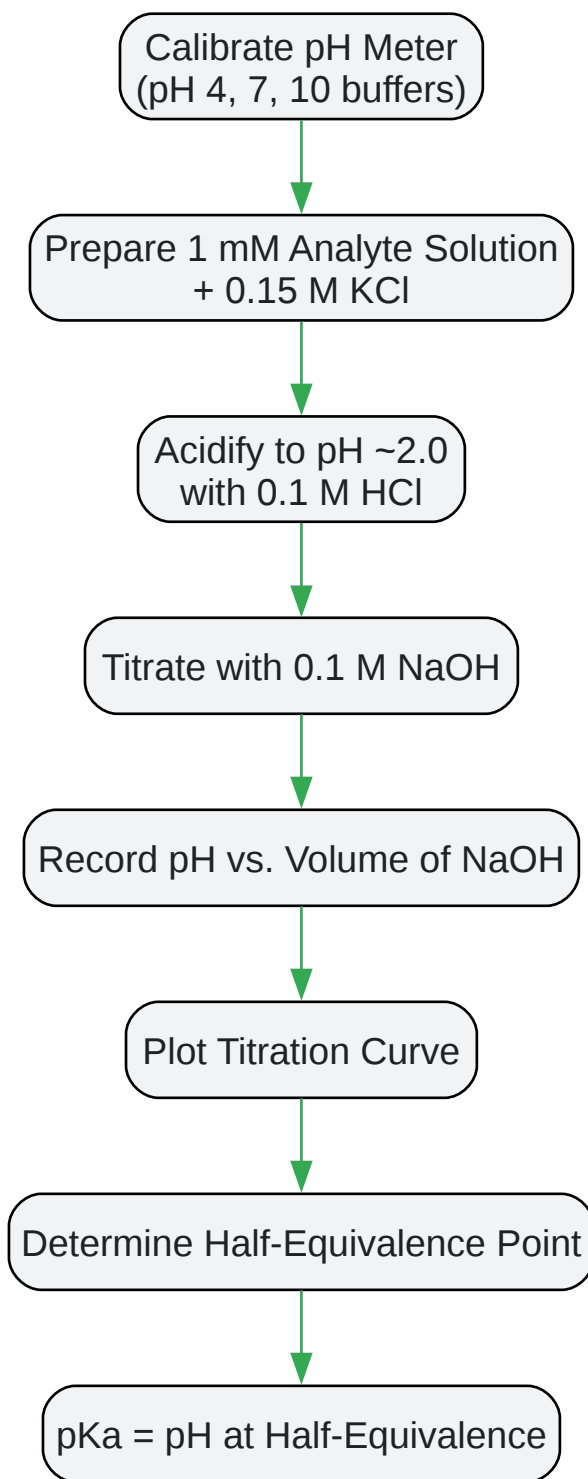 Calibrate pH Meter
(pH 4, 7, 10 buffers)
Prepare 1 mM Analyte Solution
+ 0.15 M KCl
Acidify to pH ~2.0
with 0.1 M HCl
Titrate with 0.1 M NaOH
Record pH vs. Volume of NaOH
Plot Titration Curve
Determine Half-Equivalence Point
pKa = pH at Half-Equivalence